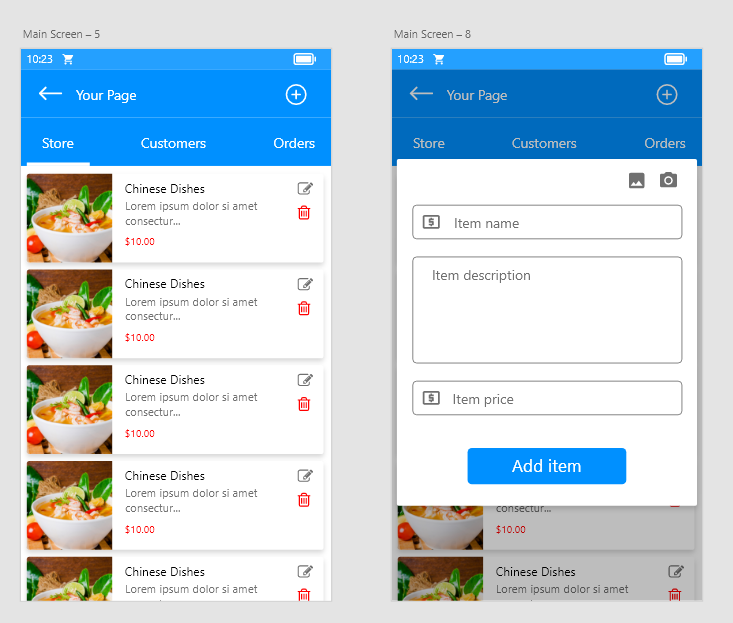 Main Screen – 5
10:23
Your Page
Store Customers Orders
Chinese Dishes
Lorem ipsum dolor si amet
consectur...
$10.00
Chinese Dishes
Lorem ipsum dolor si amet
consectur...
$10.00
Chinese Dishes
Lorem ipsum dolor si amet
consectur...
$10.00
Chinese Dishes
Lorem ipsum dolor si amet
consectur...
$10.00
Chinese Dishes
Lorem ipsum dolor si amet
Main Screen – 8
10:23
Your Page
Store Customers Orders
Item name
Item description
Item price
Add item
consectur...
$10.00
Chinese Dishes
Lorem ipsum dolor si amet